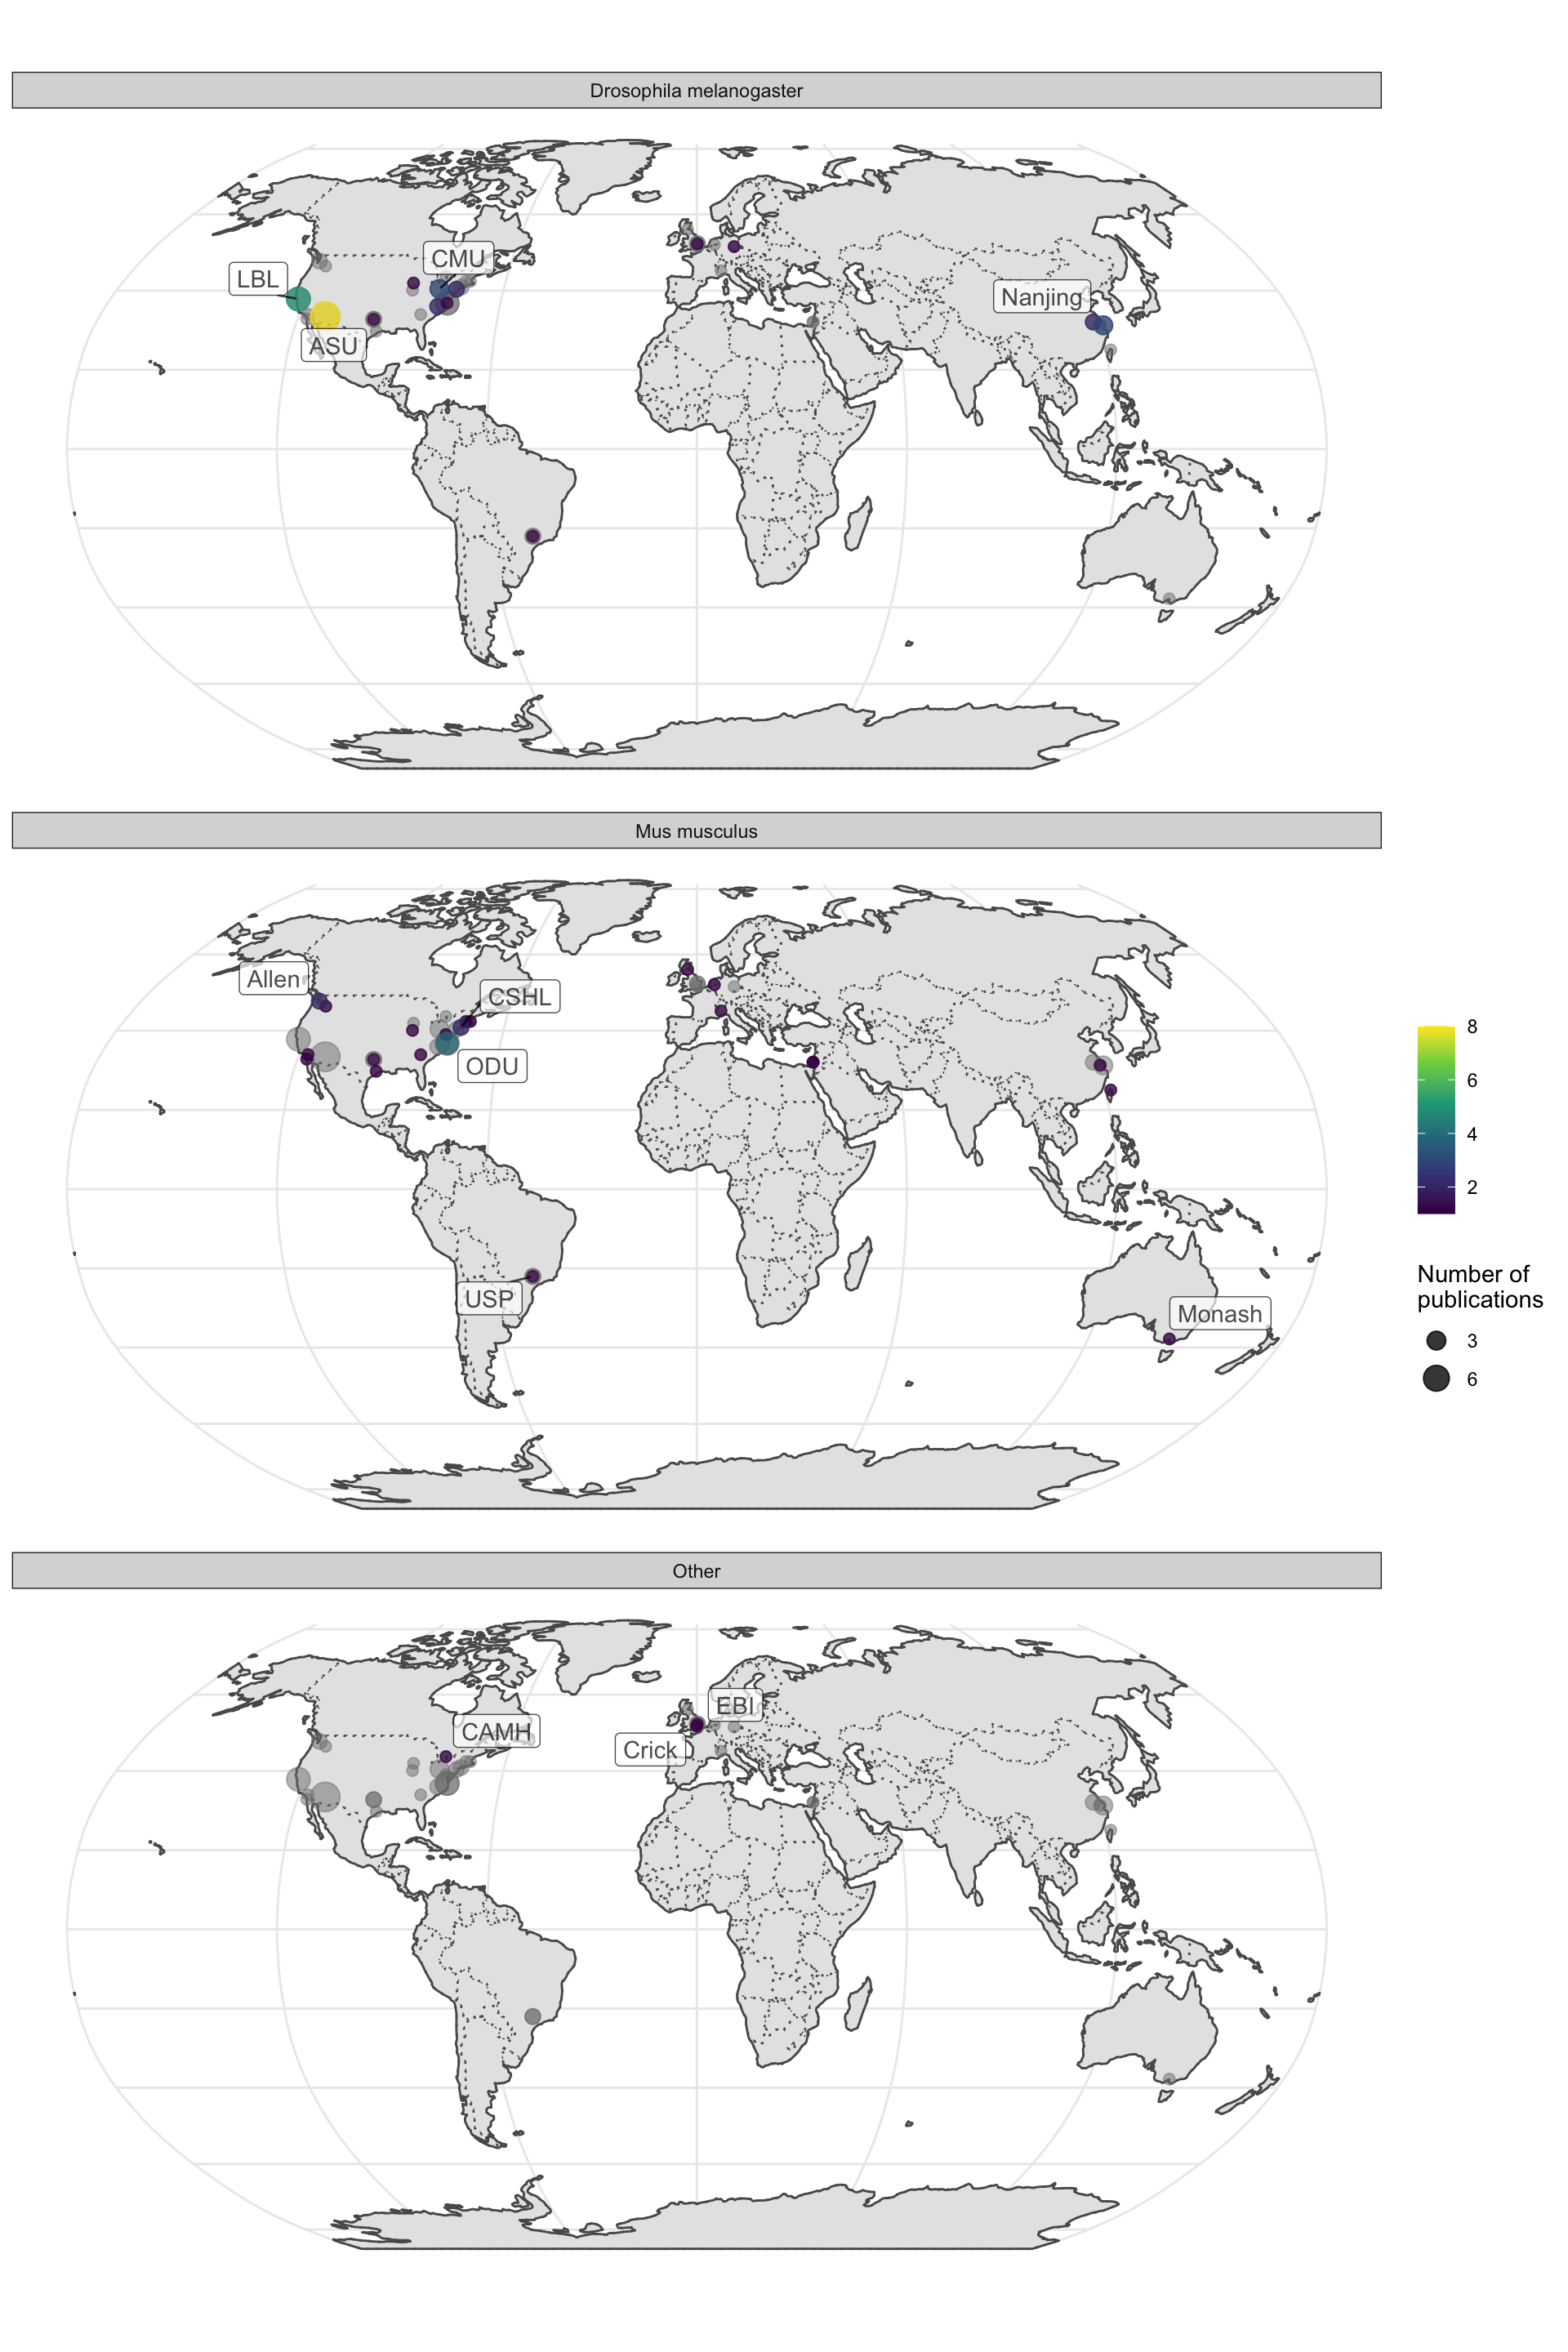 Drosophila melanogaster
CMU
LBL
Nanjing
ASU
Mus musculus
Allen
CSHL
ODU
8
6
4
2
USP
Monash
Number of
publications
3
6
Other
EBI
CAMH
Crick